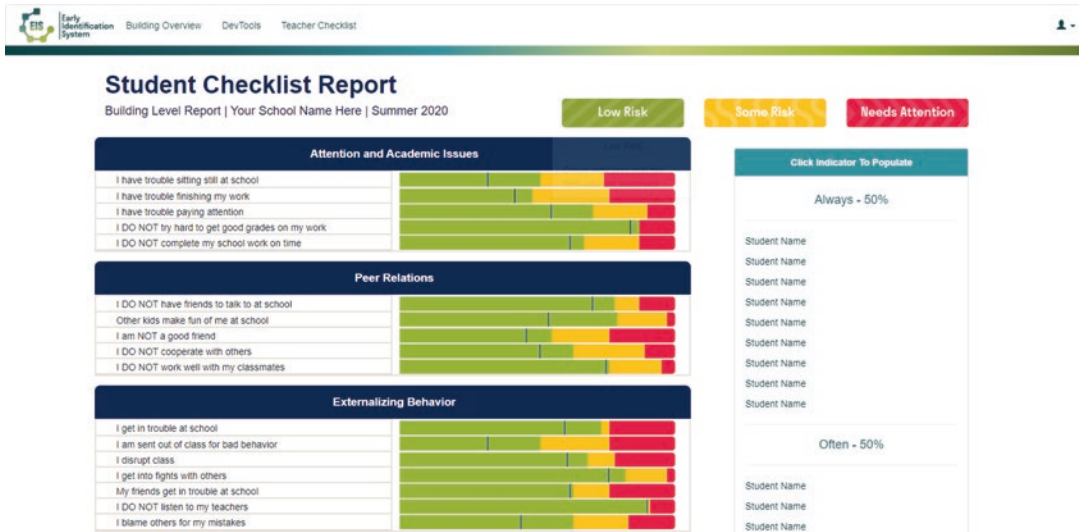 EIS
Early
Identification
System
Building Overview DevTools Teacher Checklist
Student Checklist Report
Building Level Report | Your School Name Here | Summer 2020
Low Risk Some Risk Needs Attention
Attention and Academic Issues
I have trouble sitting still at school
I have trouble finishing my work
I have trouble paying attention
I DO NOT try hard to get good grades on my work
I DO NOT complete my school work on time
Peer Relations
I DO NOT have friends to talk to at school
Other kids make fun of me at school
I am NOT a good friend
I DO NOT cooperate with others
I DO NOT work well with my classmates
Externalizing Behavior
I get in trouble at school
I am sent out of class for bad behavior
I disrupt class
I get into fights with others
My friends get in trouble at school
I DO NOT listen to my teachers
I blame others for my mistakes
Click Indicator To Populate
Always - 50%
Student Name
Student Name
Student Name
Student Name
Student Name
Student Name
Student Name
Student Name
Student Name
Often - 50%
Student Name
Student Name
Student Name